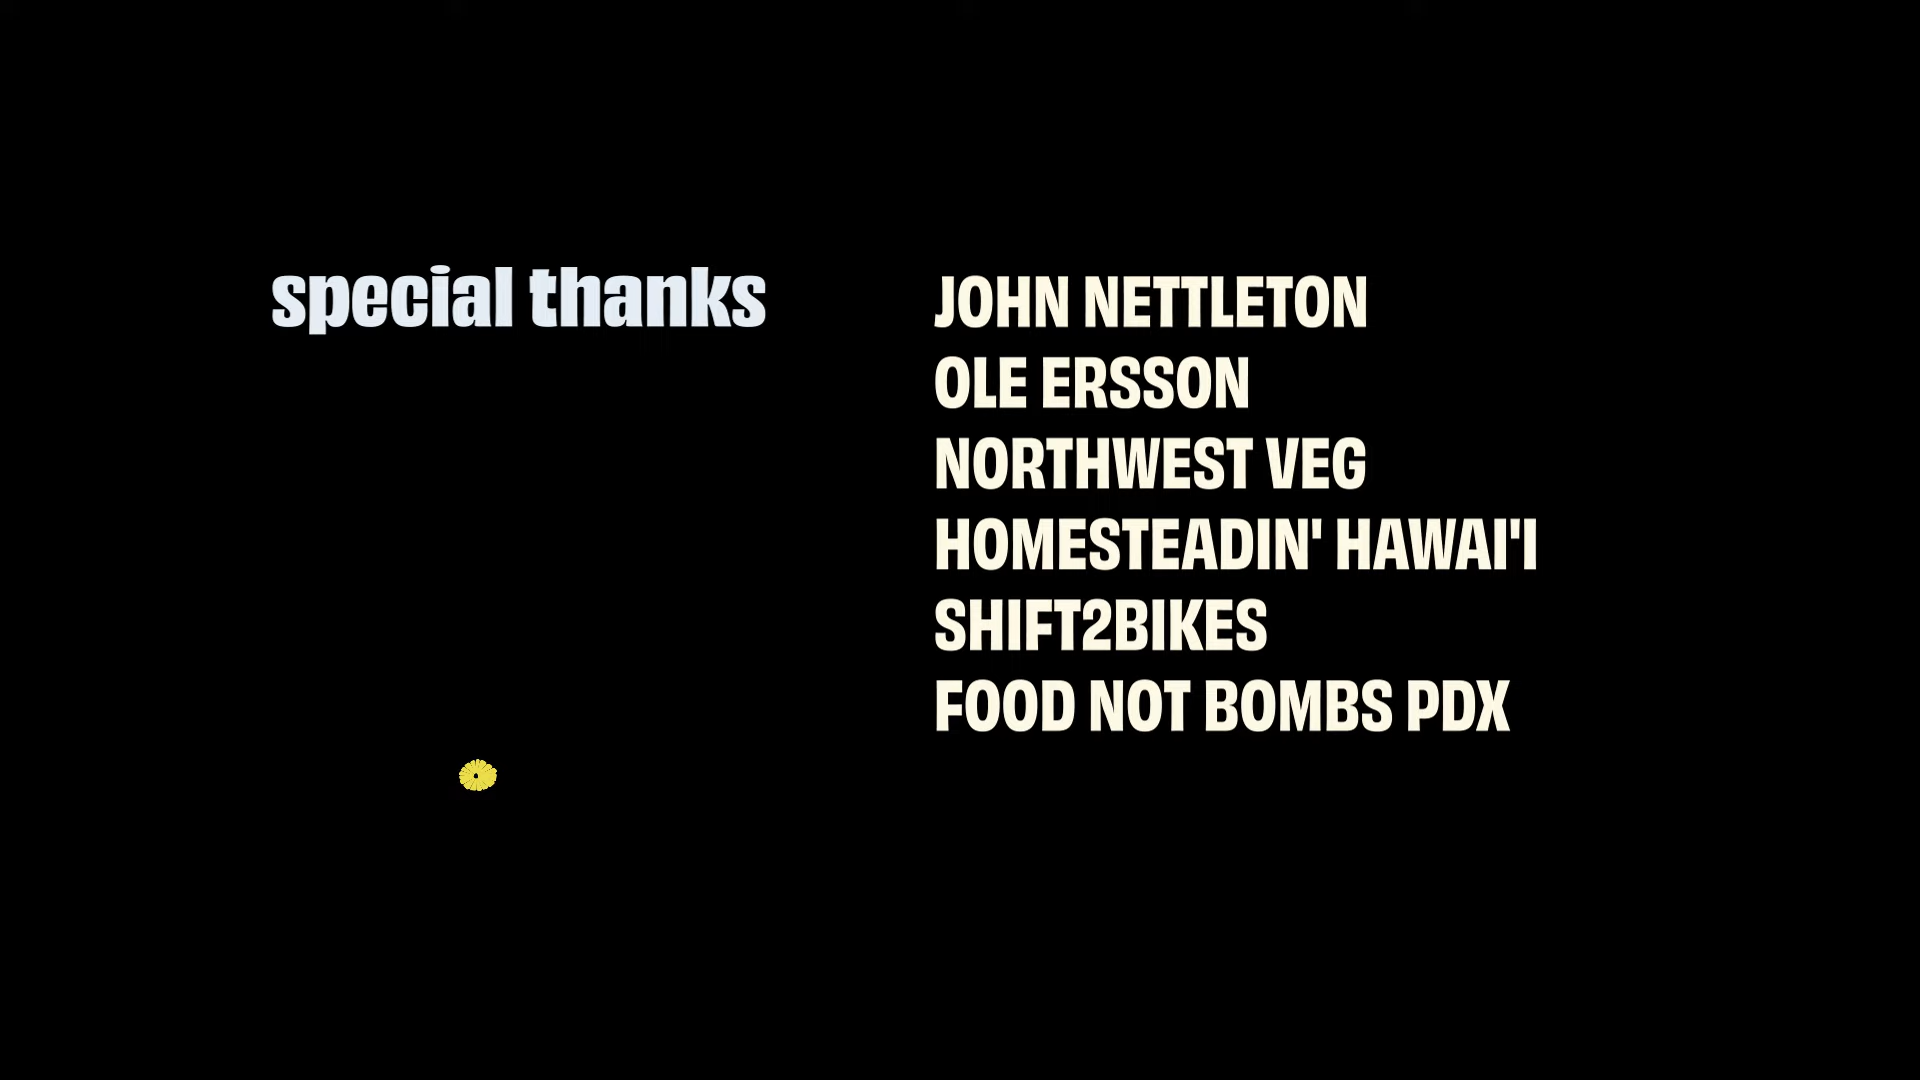 special thanks
JOHN NETTLETON
OLE ERSSON
NORTHWEST VEG
HOMESTEADIN' HAWAI'I
SHIFT2BIKES
FOOD NOT BOMBS PDX